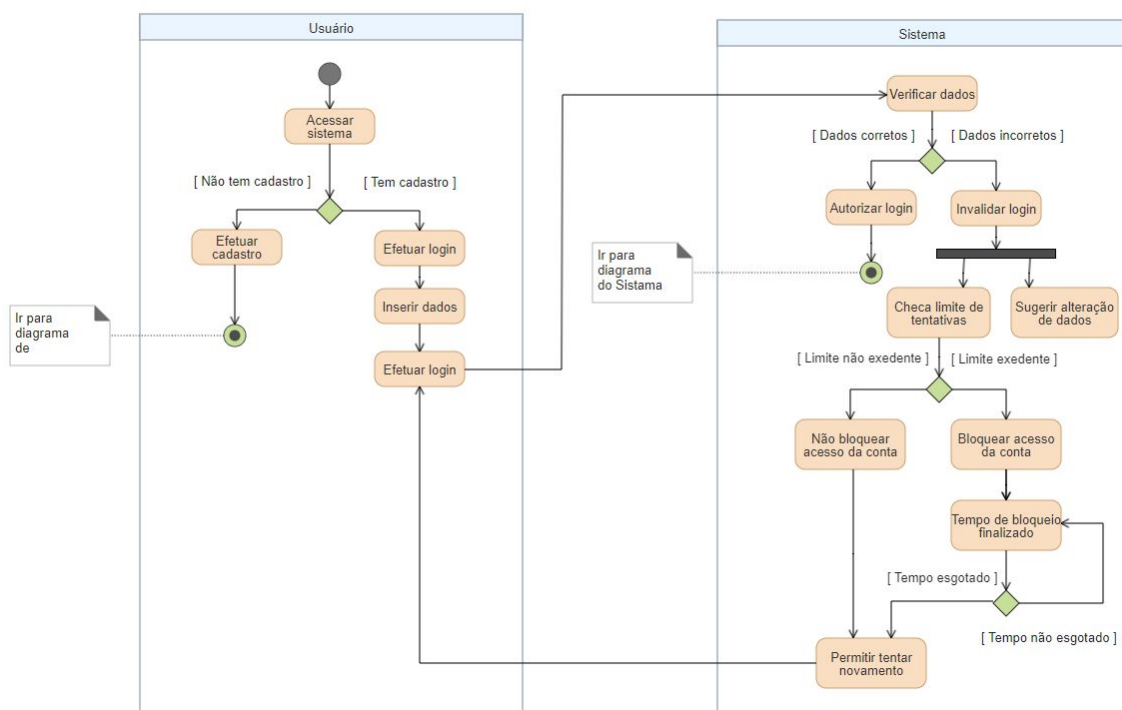 Usuário
Acessar
sistema
[ Não tem cadastro ]
[ Tem cadastro ]
Efetuar
cadastro
Efetuar login
Inserir dados
Efetuar login
Ir para
diagrama
de
Sistema
Verificar dados
[ Dados corretos ]
[ Dados incorretos ]
Autorizar login
Invalidar login
Ir para
diagrama
do Sistama
Checa limite de
tentativas
Sugerir alteração
de dados
[ Limite não exedente ]
[ Limite exedente ]
Não bloquear
acesso da conta
Bloquear acesso
da conta
Tempo de bloqueio
finalizado
[ Tempo esgotado ]
[ Tempo não esgotado ]
Permitir tentar
novamento